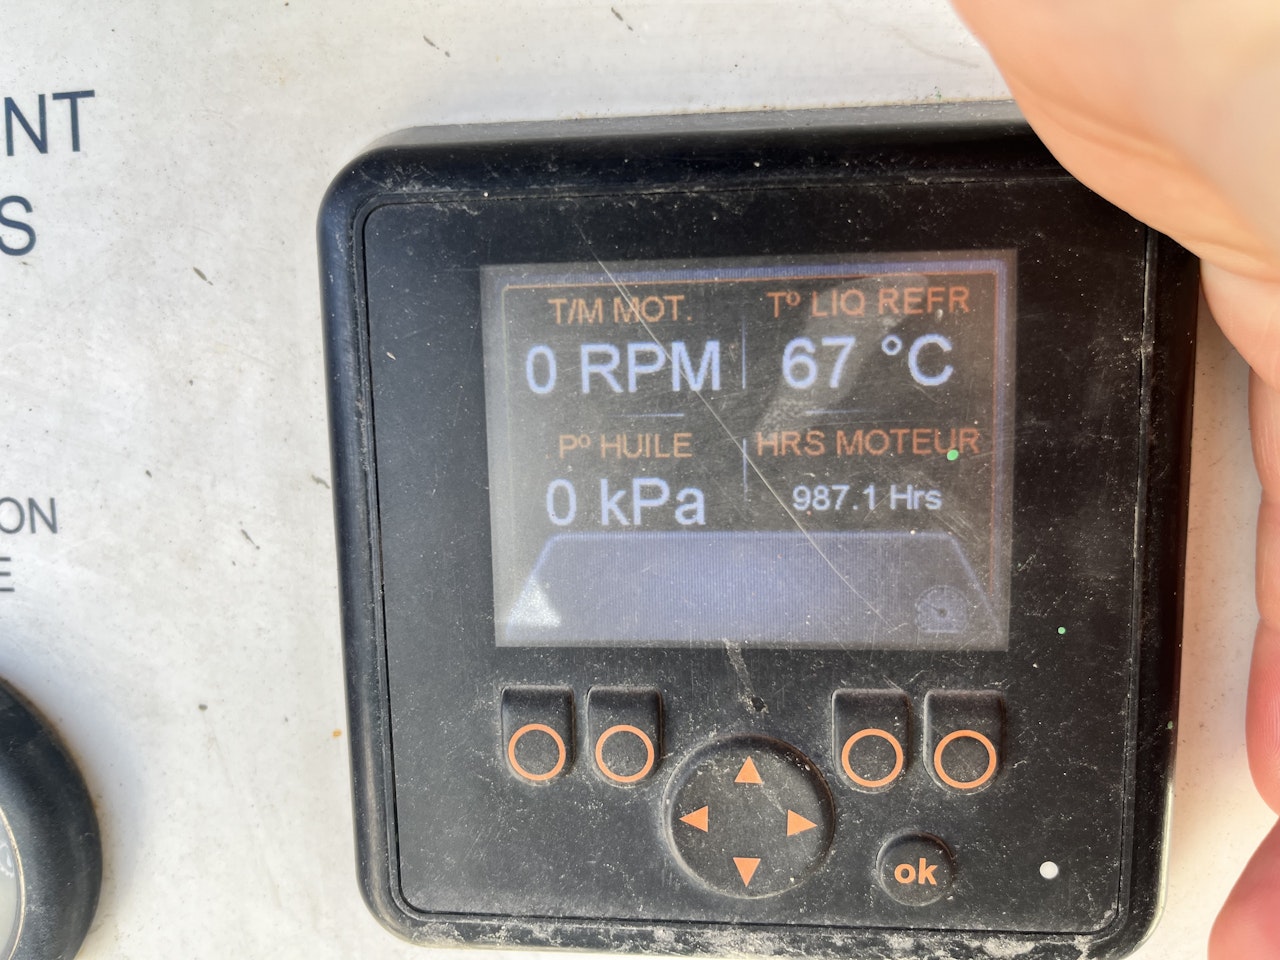 NT
S
ON
E
T/M MOT.
0 RPM
Tº LIQ REFR
67 °C
Pº HUILE
0 kPa
HRS MOTEUR
987.1 Hrs
ok